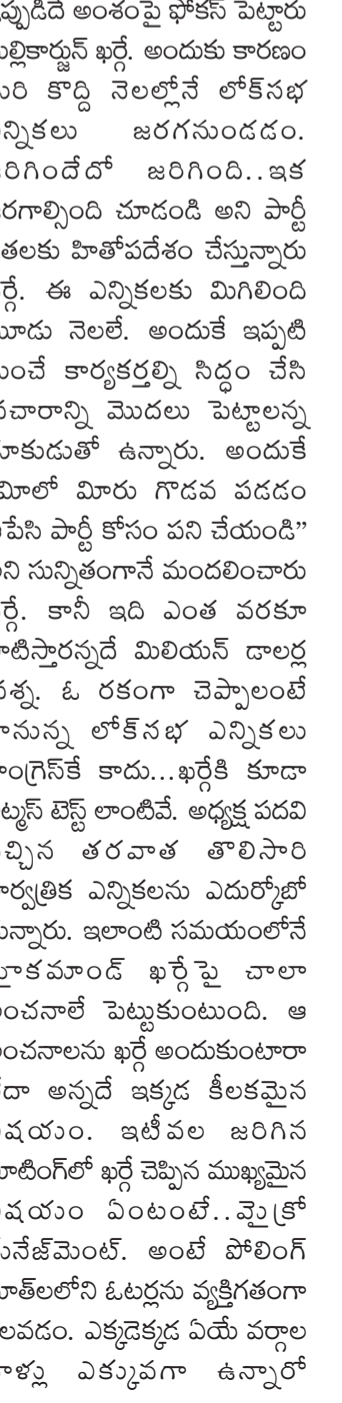 ప్పుడిదే అంశంపై ఫోకస్ పెట్టారు
ల్లికార్జున్ ఖర్గే. అందుకు కారణం
రి కొద్ది నెలల్లోనే లోక్‌సభ
న్నికలు జరగనుండడం.
రిగిందేదో జరిగింది..ఇక
రగాల్సింది చూడండి అని పార్టీ
తలకు హితోపదేశం చేస్తున్నారు
ర్గే. ఈ ఎన్నికలకు మిగిలింది
మూడు నెలలే. అందుకే ఇప్పటి
నుంచే కార్యకర్తల్ని సిద్ధం చేసి
ప్రచారాన్ని మొదలు పెట్టాలన్న
దూకుడుతో ఉన్నారు. అందుకే
మీలో మీరు గొడవ పడడం
పేసి పార్టీ కోసం పని చేయండి”
ని సున్నితంగానే మందలించారు
ర్గే. కానీ ఇది ఎంత వరకూ
పాటిస్తారన్నదే మిలియన్ డాలర్ల
ప్రశ్న. ఓ రకంగా చెప్పాలంటే
రానున్న లోక్‌సభ ఎన్నికలు
కాంగ్రెస్‌కే కాదు...ఖర్గేకి కూడా
ట్మస్ టెస్ట్ లాంటివే. అధ్యక్ష పదవి
చ్చిన తరవాత తొలిసారి
సార్వత్రిక ఎన్నికలను ఎదుర్కోబో
తున్నారు. ఇలాంటి సమయంలోనే
హైకమాండ్ ఖర్గేపై చాలా
అంచనాలే పెట్టుకుంటుంది. ఆ
అంచనాలను ఖర్గే అందుకుంటారా
లేదా అన్నదే ఇక్కడ కీలకమైన
విషయం. ఇటీవల జరిగిన
మీటింగ్‌లో ఖర్గే చెప్పిన ముఖ్యమైన
విషయం ఏంటంటే..మైక్రో
మేనేజ్‌మెంట్. అంటే పోలింగ్
బూత్‌లలోని ఓటర్లను వ్యక్తిగతంగా
లవడం. ఎక్కడెక్కడ ఏయే వర్గాల
వాళ్లు ఎక్కువగా ఉన్నారో